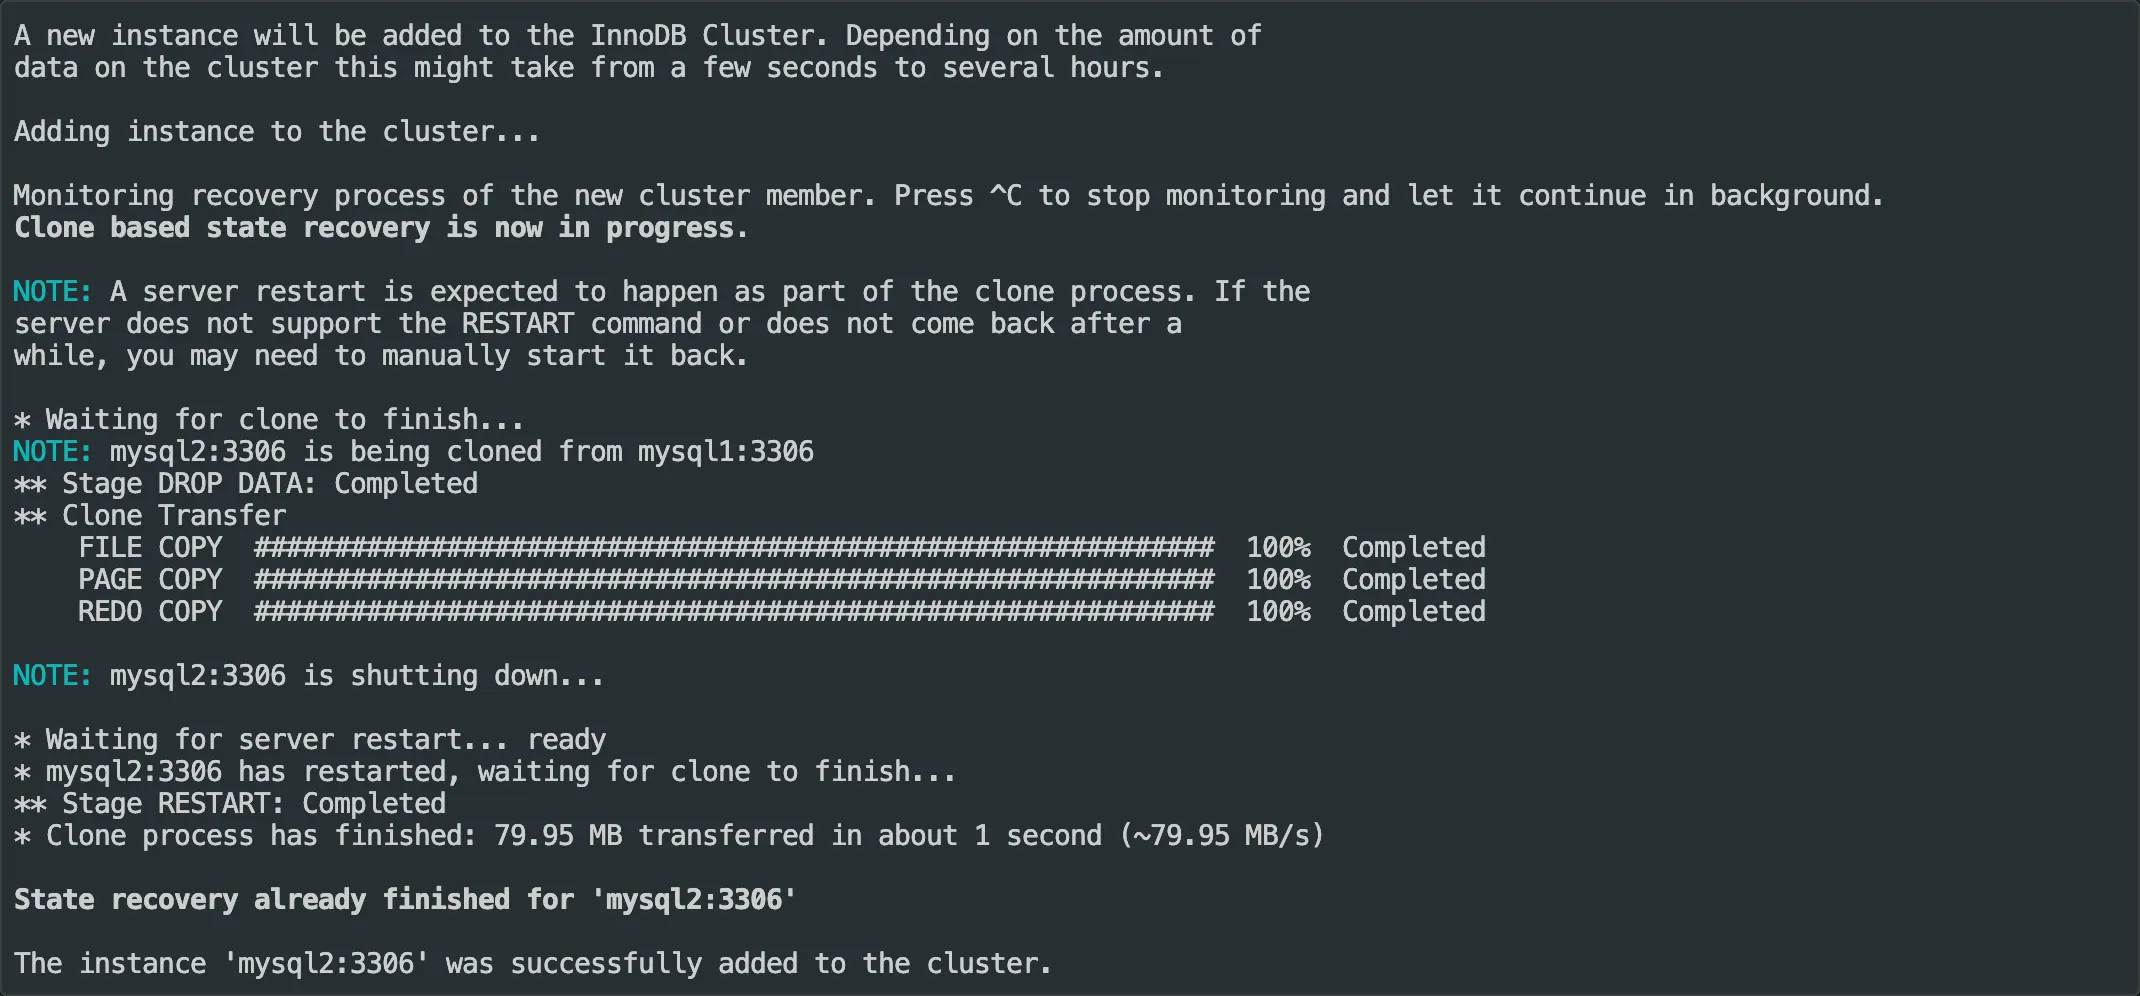 A new instance will be added to the InnoDB Cluster. Depending on the amount of
data on the cluster this might take from a few seconds to several hours.
Adding instance to the cluster...
Monitoring recovery process of the new cluster member. Press ^C to stop monitoring and let it continue in background.
Clone based state recovery is now in progress.
NOTE: A server restart is expected to happen as part of the clone process. If the
server does not support the RESTART command or does not come back after a
while, you may need to manually start it back.
* Waiting for clone to finish...
NOTE: mysql2:3306 is being cloned from mysql1:3306
** Stage DROP DATA: Completed
** Clone Transfer
    FILE COPY  ############################################################  100%  Completed
    PAGE COPY  ############################################################  100%  Completed
    REDO COPY  ############################################################  100%  Completed
NOTE: mysql2:3306 is shutting down...
* Waiting for server restart... ready
* mysql2:3306 has restarted, waiting for clone to finish...
** Stage RESTART: Completed
* Clone process has finished: 79.95 MB transferred in about 1 second (~79.95 MB/s)
State recovery already finished for 'mysql2:3306'
The instance 'mysql2:3306' was successfully added to the cluster.